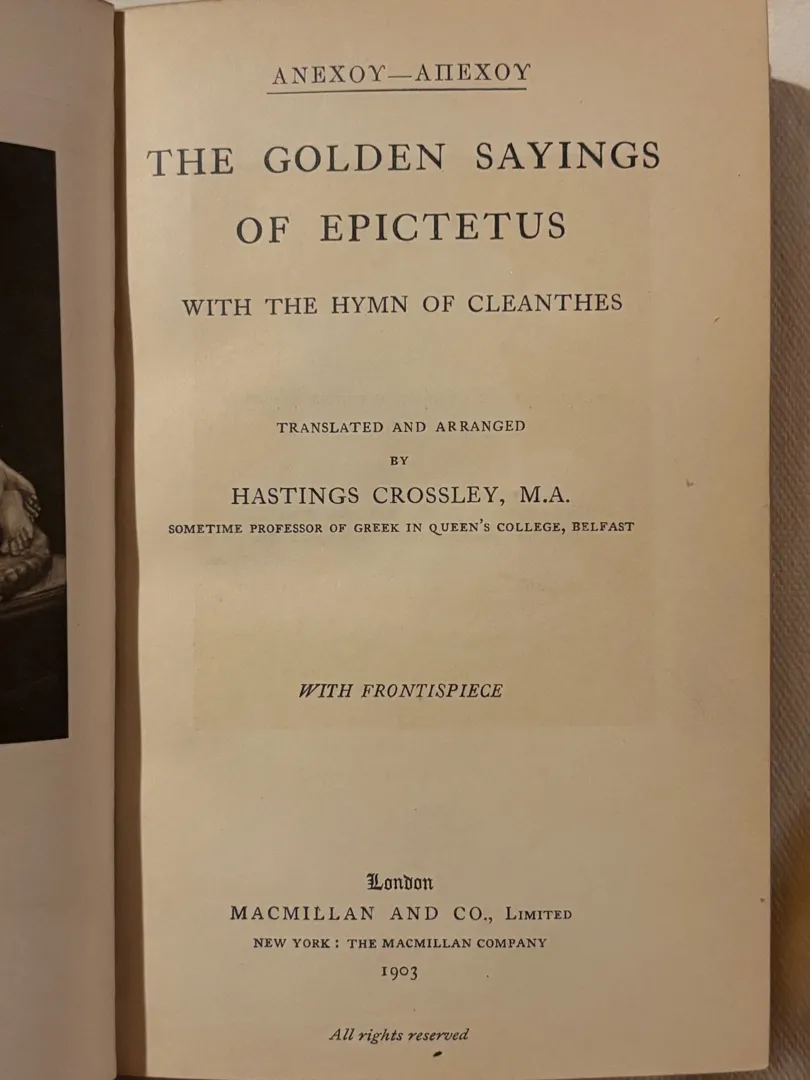 ΑΝΕΧΟΥ—ΑΠΕΧΟΥ
THE GOLDEN SAYINGS
OF EPICTETUS
WITH THE HYMN OF CLEANTHES
TRANSLATED AND ARRANGED
BY
HASTINGS CROSSLEY, M.A.
SOMETIME PROFESSOR OF GREEK IN QUEEN'S COLLEGE, BELFAST
WITH FRONTISPIECE
London
MACMILLAN AND CO., LIMITED
NEW YORK: THE MACMILLAN COMPANY
1903
All rights reserved